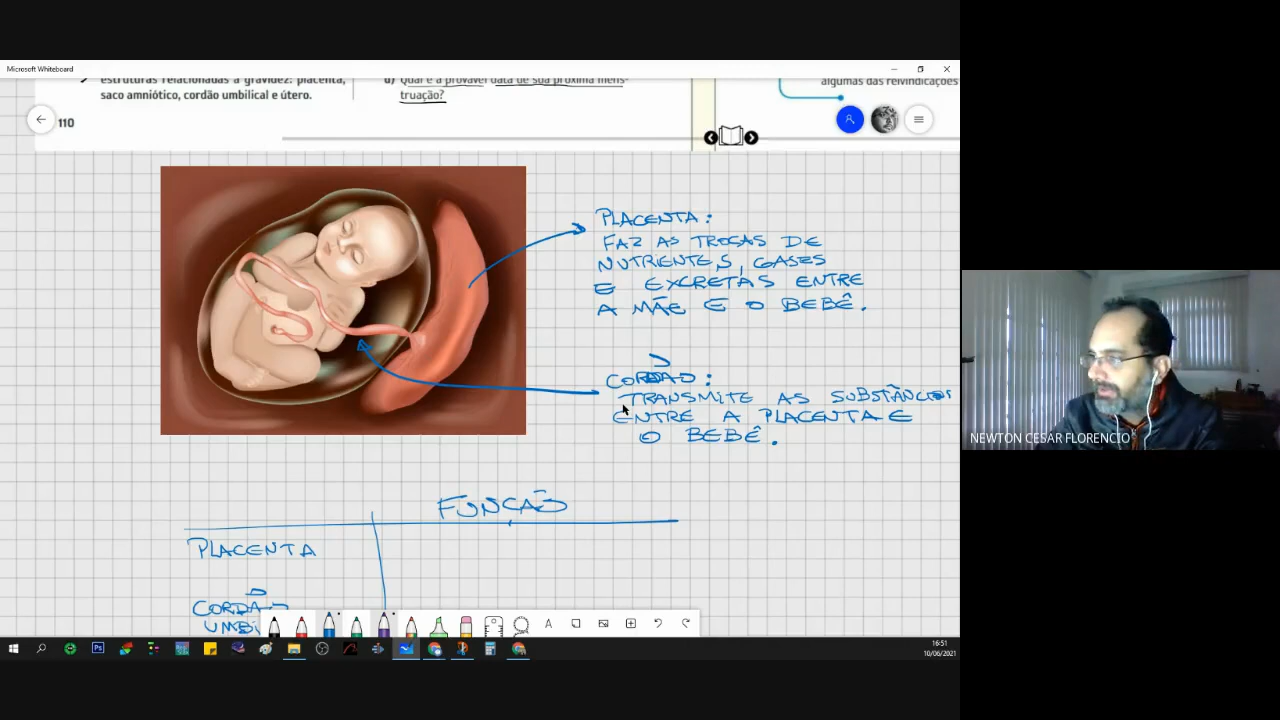 Microsoft Whiteboard
estruturas relacionadas à gravidez: placenta,
saco amniótico, cordão umbilical e útero.
d) Qual é a provável data de sua próxima mens-
truação?
algumas das reivindicações
110
PLACENTA:
FAZ AS TROCAS DE
NUTRIENTES, GASES
E EXCRETAS ENTRE
A MÃE E O BEBÊ.
CORDÃO:
TRANSMITE AS SUBSTÂNCIAS
ENTRE A PLACENTA E
O BEBÊ.
NEWTON CESAR FLORENCIO
FUNÇÃO
PLACENTA
CORDÃO
UMBI
16:51
10/06/2021